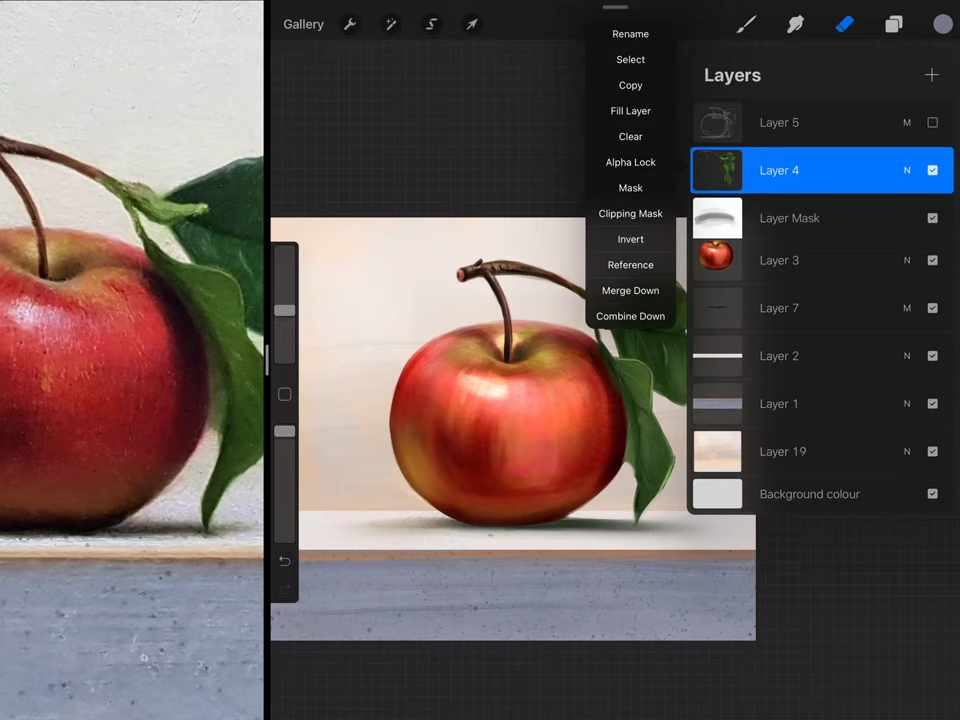 Gallery
Rename
Select
Copy
Fill Layer
Clear
Alpha Lock
Mask
Clipping Mask
Invert
Reference
Merge Down
Combine Down
Layers
Layer 5 M
Layer 4 N
Layer Mask
Layer 3 N
Layer 7 M
Layer 2 N
Layer 1 N
Layer 19 N
Background colour